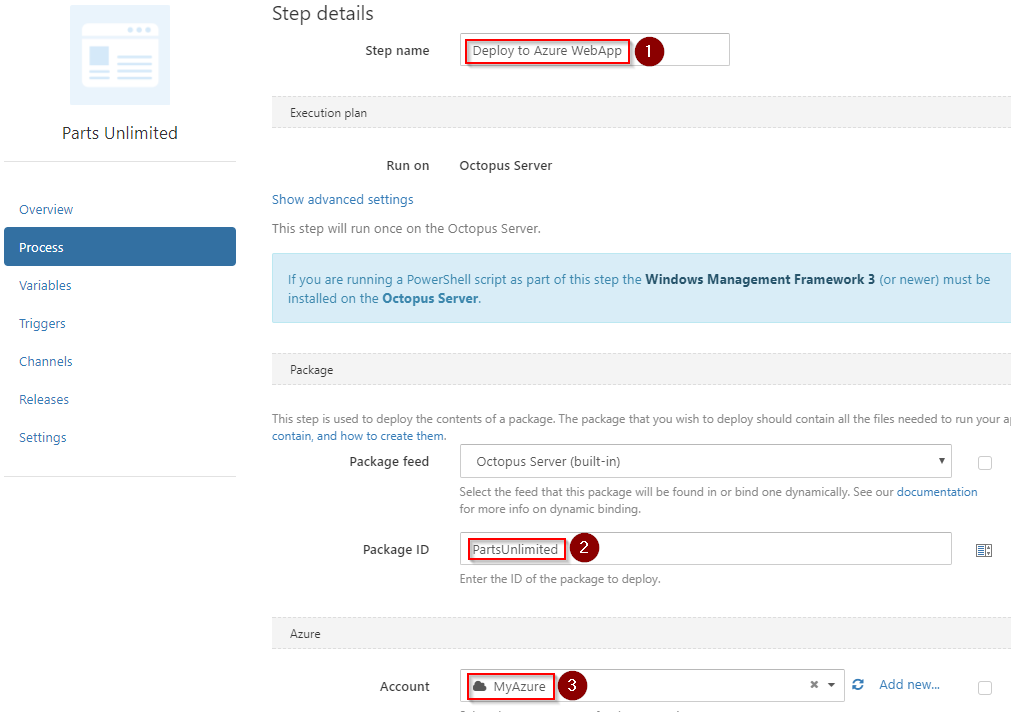 Step details
Step name
Deploy to Azure WebApp
1
Execution plan
Parts Unlimited
Run on
Octopus Server
Show advanced settings
This step will run once on the Octopus Server.
Overview
Process
Variables
Triggers
Channels
Releases
Settings
If you are running a PowerShell script as part of this step the Windows Management Framework 3 (or newer) must be
installed on the Octopus Server.
Package
This step is used to deploy the contents of a package. The package that you wish to deploy should contain all the files needed to run your
contain, and how to create them.
Package feed
Octopus Server (built-in)
Select the feed that this package will be found in or bind one dynamically. See our documentation
for more info on dynamic binding.
Package ID
PartsUnlimited
2
Enter the ID of the package to deploy.
Azure
Account
MyAzure
3
Add new...